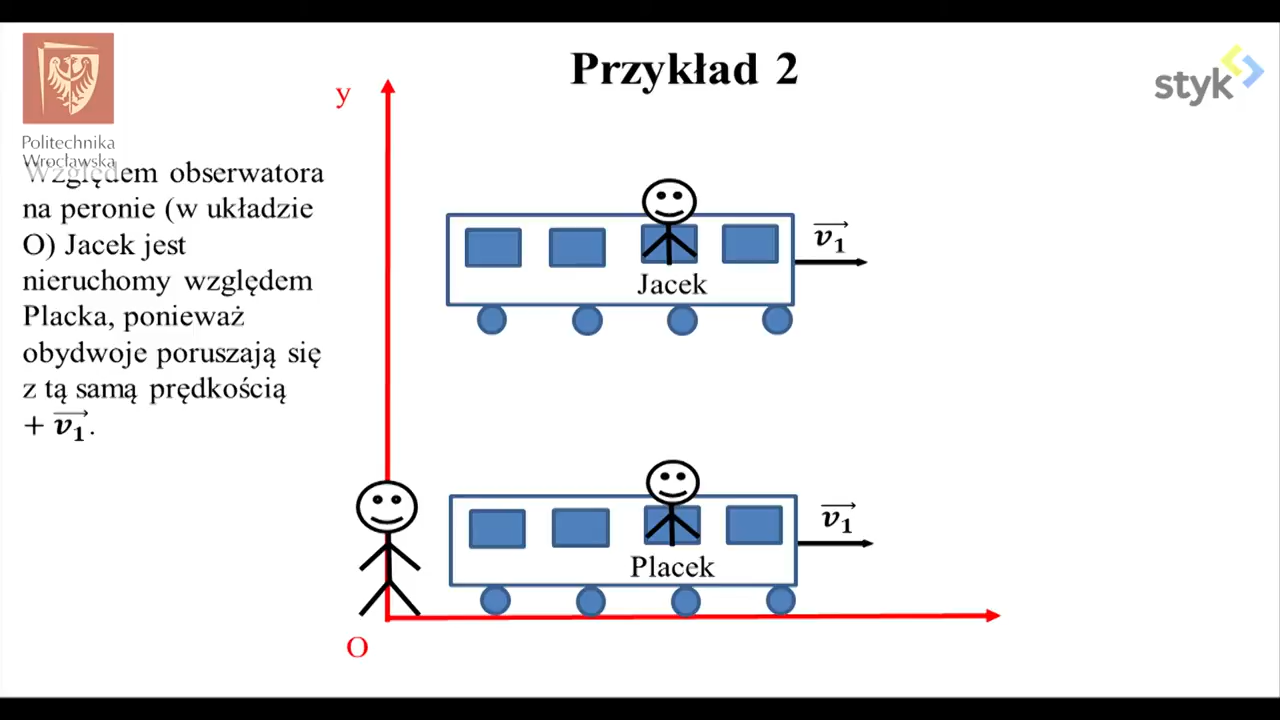 Przykład 2
styk
Politechnika
Wrocławska
Względem obserwatora
na peronie (w układzie
O) Jacek jest
nieruchomy względem
Placka, ponieważ
obydwoje poruszają się
z tą samą prędkością
+ v₁.
y
v₁
Jacek
v₁
Placek
O